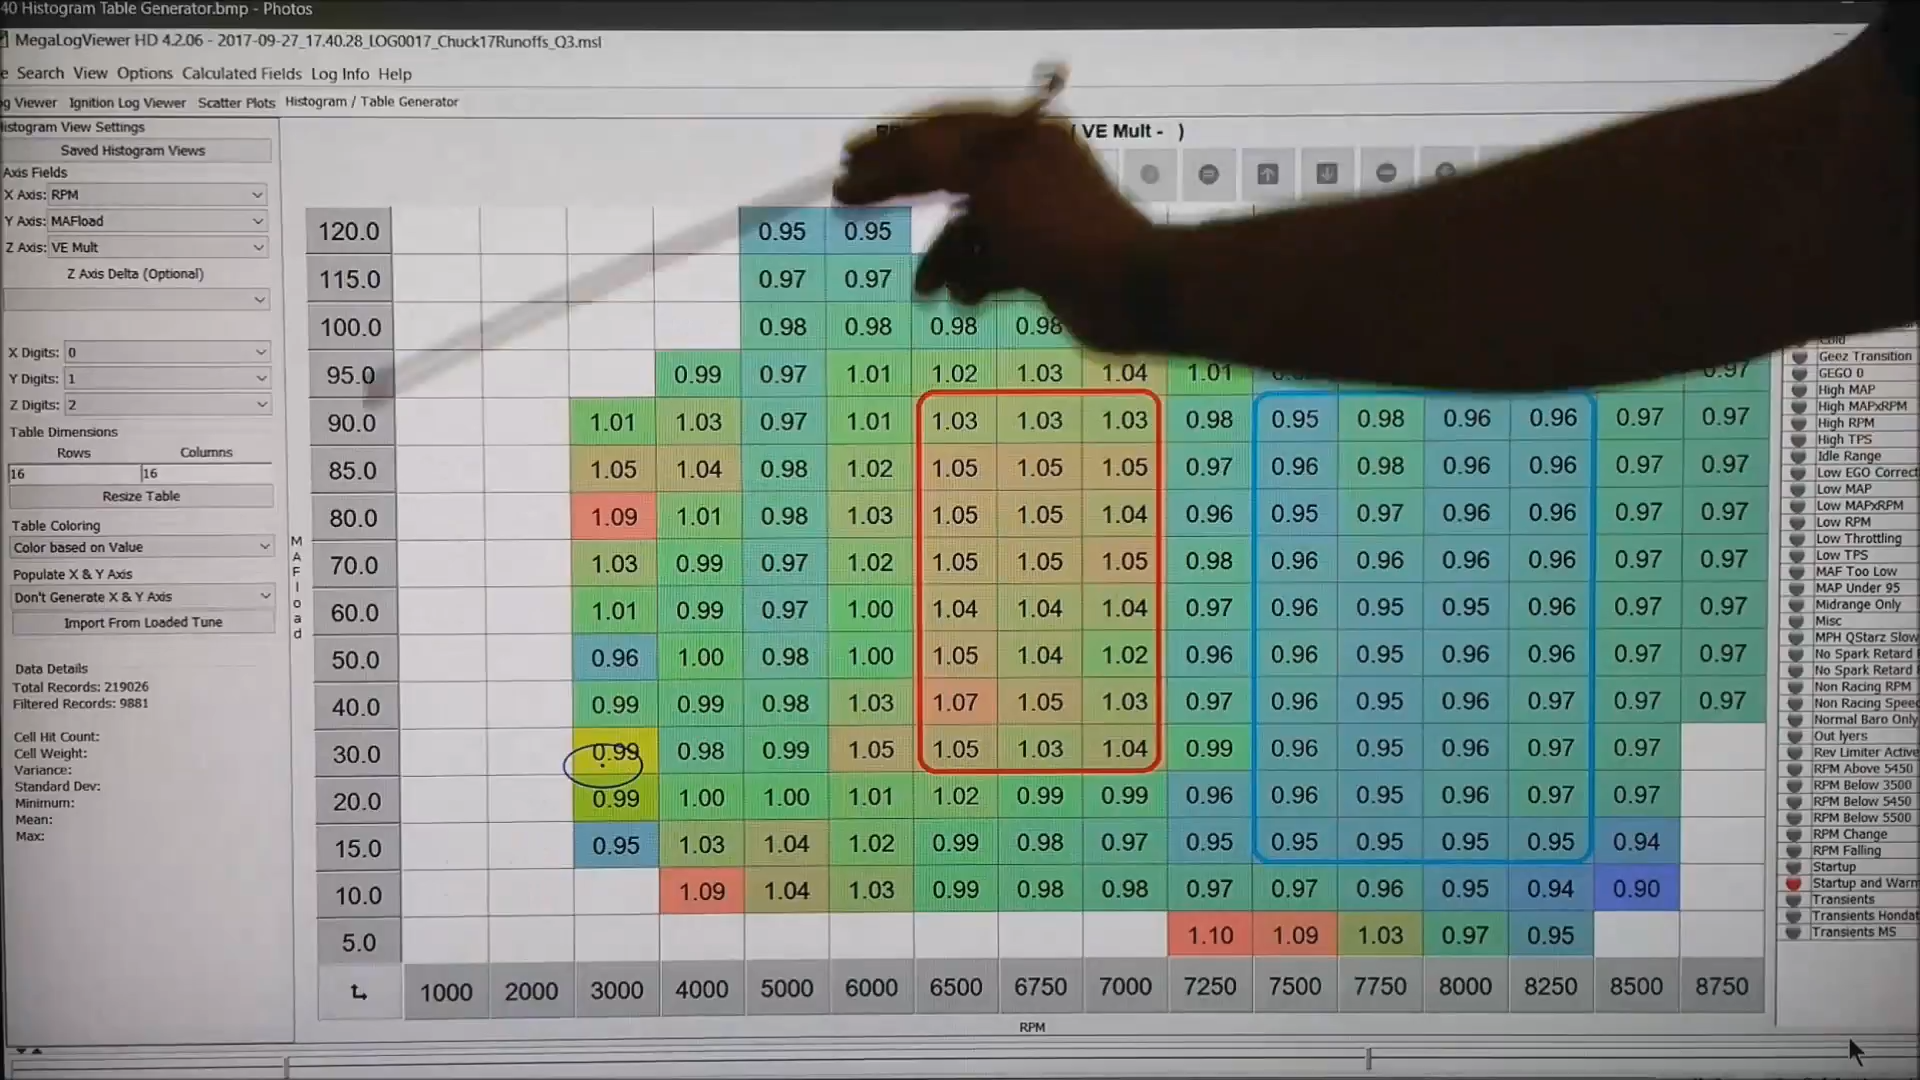 40 Histogram Table Generator.bmp - Photos
MegaLogViewer HD 4.2.06 - 2017-09-27_17.40.28_LOG0017_Chuck17Runoffs_Q3.msl
e Search View Options Calculated Fields Log Info Help
og Viewer Ignition Log Viewer Scatter Plots Histogram / Table Generator
Histogram View Settings
Saved Histogram Views
Axis Fields
X Axis: RPM
Y Axis: MAFload
Z Axis: VE Mult
Z Axis Delta (Optional)
X Digits: 0
Y Digits: 1
Z Digits: 2
Table Dimensions
Rows Columns
16 16
Resize Table
Table Coloring
Color based on Value
Populate X & Y Axis
Don't Generate X & Y Axis
Import From Loaded Tune
Data Details
Total Records: 219026
Filtered Records: 9881
Cell Hit Count:
Cell Weight:
Variance:
Standard Dev:
Minimum:
Mean:
Max:
MAFload
( VE Mult - )
120.0 0.95 0.95
115.0 0.97 0.97
100.0 0.98 0.98 0.98 0.98
95.0 0.99 0.97 1.01 1.02 1.03 1.04 1.01 0.97
90.0 1.01 1.03 0.97 1.01 1.03 1.03 1.03 0.98 0.95 0.98 0.96 0.96 0.97 0.97
85.0 1.05 1.04 0.98 1.02 1.05 1.05 1.05 0.97 0.96 0.98 0.96 0.96 0.97 0.97
80.0 1.09 1.01 0.98 1.03 1.05 1.05 1.04 0.96 0.95 0.97 0.96 0.96 0.97 0.97
70.0 1.03 0.99 0.97 1.02 1.05 1.05 1.05 0.98 0.96 0.96 0.96 0.96 0.97 0.97
60.0 1.01 0.99 0.97 1.00 1.04 1.04 1.04 0.97 0.96 0.95 0.95 0.96 0.97 0.97
50.0 0.96 1.00 0.98 1.00 1.05 1.04 1.02 0.96 0.96 0.95 0.96 0.96 0.97 0.97
40.0 0.99 0.99 0.98 1.03 1.07 1.05 1.03 0.97 0.96 0.95 0.96 0.97 0.97 0.97
30.0 0.99 0.98 0.99 1.05 1.05 1.03 1.04 0.99 0.96 0.96 0.96 0.97 0.97
20.0 0.99 1.00 1.00 1.01 1.02 0.99 0.99 0.96 0.96 0.95 0.96 0.97 0.97
15.0 0.95 1.03 1.04 1.02 0.99 0.98 0.97 0.95 0.95 0.95 0.95 0.95 0.94
10.0 1.09 1.04 1.03 0.99 0.98 0.98 0.97 0.97 0.96 0.95 0.94 0.90
5.0 1.10 1.09 1.03 0.97 0.95
1000 2000 3000 4000 5000 6000 6500 6750 7000 7250 7500 7750 8000 8250 8500 8750
RPM
Cold
Geez Transition
GEGO 0
High MAP
High MAPxRPM
High RPM
High TPS
Idle Range
Low EGO Correct
Low MAP
Low MAPxRPM
Low RPM
Low Throttling
Low TPS
MAF Too Low
MAP Under 95
Midrange Only
Misc
MPH QStarz Slow
No Spark Retard
No Spark Retard
Non Racing RPM
Non Racing Speed
Normal Baro Only
Out lyers
Rev Limiter Active
RPM Above 5450
RPM Below 3500
RPM Below 5450
RPM Below 5500
RPM Change
RPM Falling
Startup
Startup and Warm
Transients
Transients Hondat
Transients MS